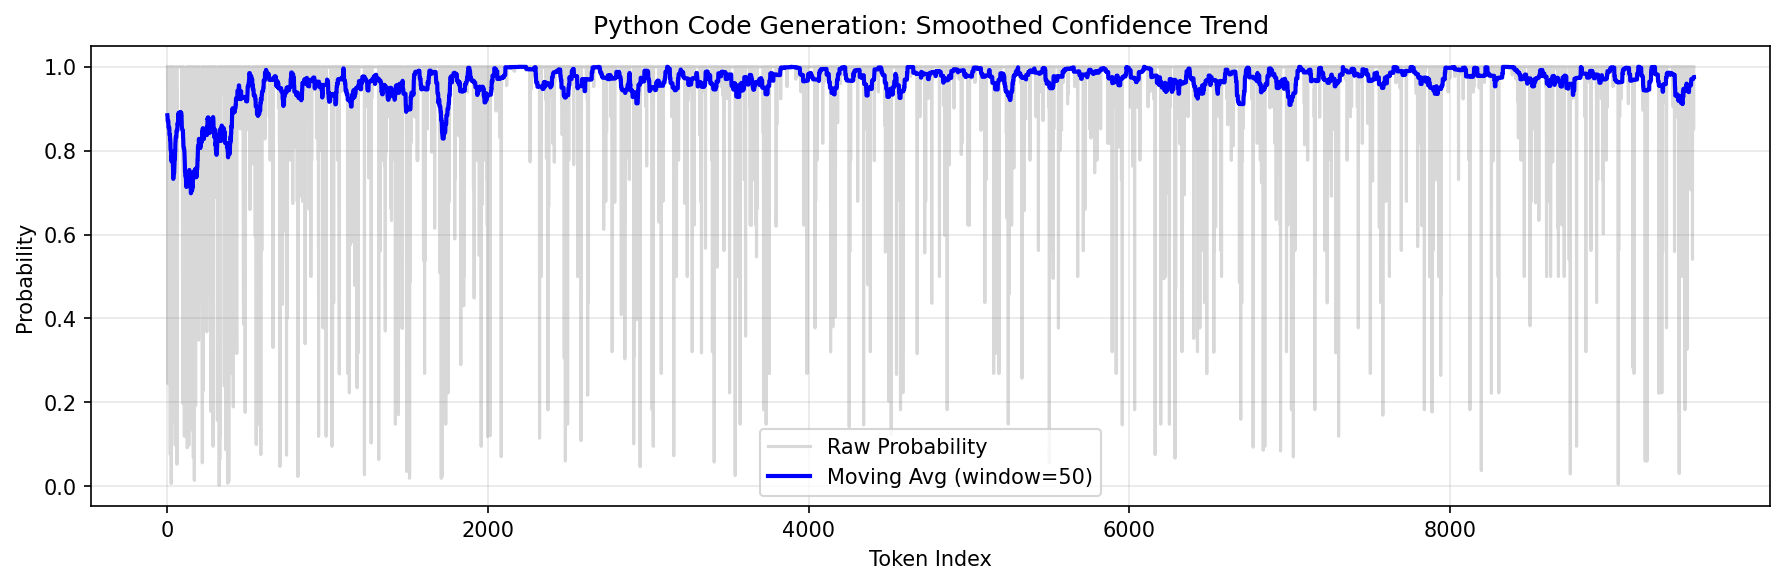 Python Code Generation: Smoothed Confidence Trend
Probability
1.0
0.8
0.6
0.4
0.2
0.0
Raw Probability
Moving Avg (window=50)
0 2000 4000 6000 8000
Token Index